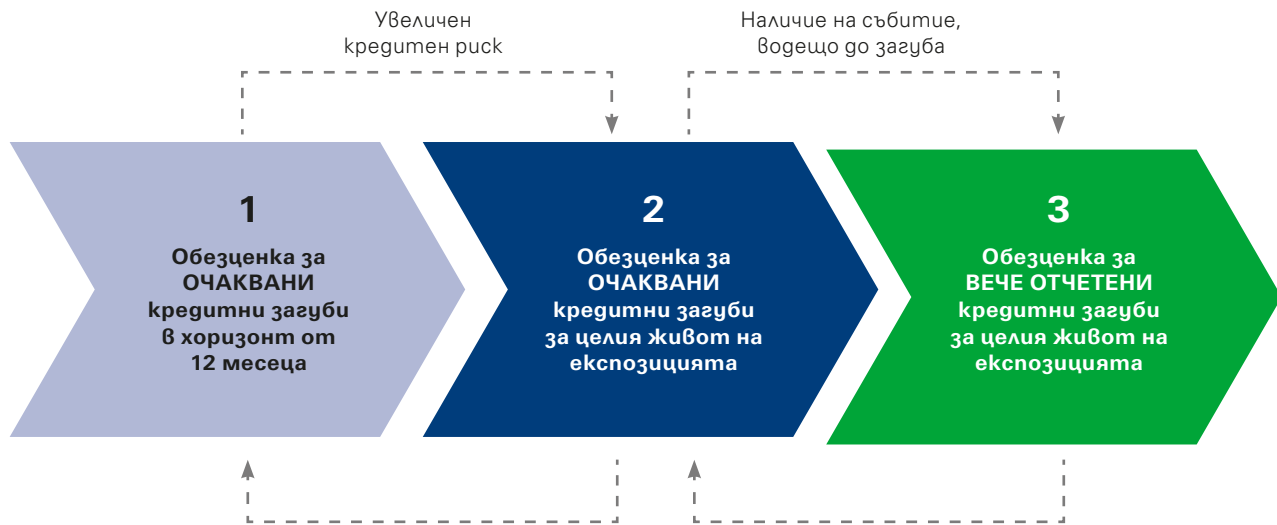 Увеличен
кредитен риск
Наличие на събитие,
водещо до загуба
1
Обезценка за
ОЧАКВАНИ
кредитни загуби
в хоризонт от
12 месеца
2
Обезценка за
ОЧАКВАНИ
кредитни загуби
за целия живот на
експозицията
3
Обезценка за
ВЕЧЕ ОТЧЕТЕНИ
кредитни загуби
за целия живот на
експозицията